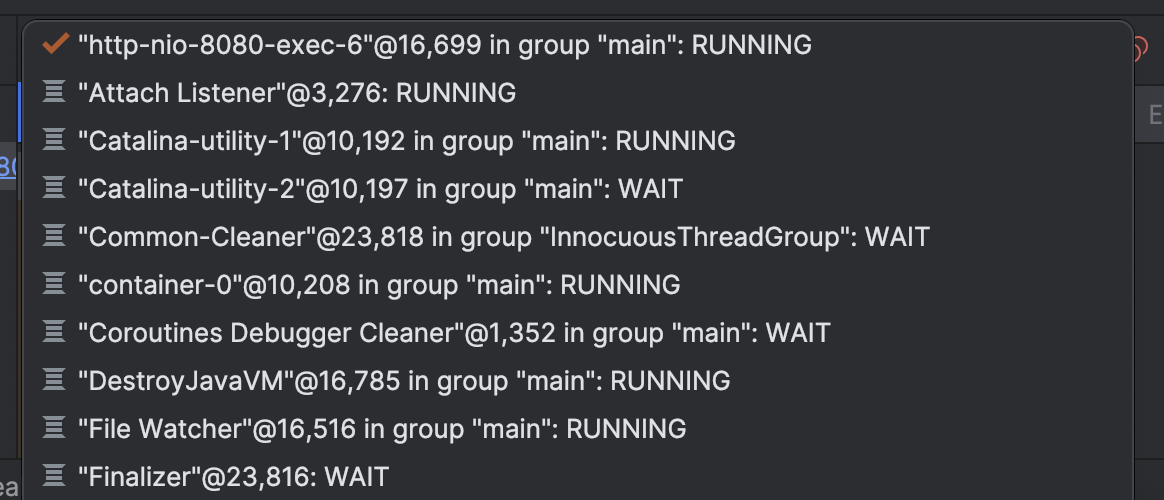 "http-nio-8080-exec-6"@16,699 in group "main": RUNNING
"Attach Listener"@3,276: RUNNING
"Catalina-utility-1"@10,192 in group "main": RUNNING
"Catalina-utility-2"@10,197 in group "main": WAIT
"Common-Cleaner"@23,818 in group "InnocuousThreadGroup": WAIT
"container-0"@10,208 in group "main": RUNNING
"Coroutines Debugger Cleaner"@1,352 in group "main": WAIT
"DestroyJavaVM"@16,785 in group "main": RUNNING
"File Watcher"@16,516 in group "main": RUNNING
"Finalizer"@23,816: WAIT